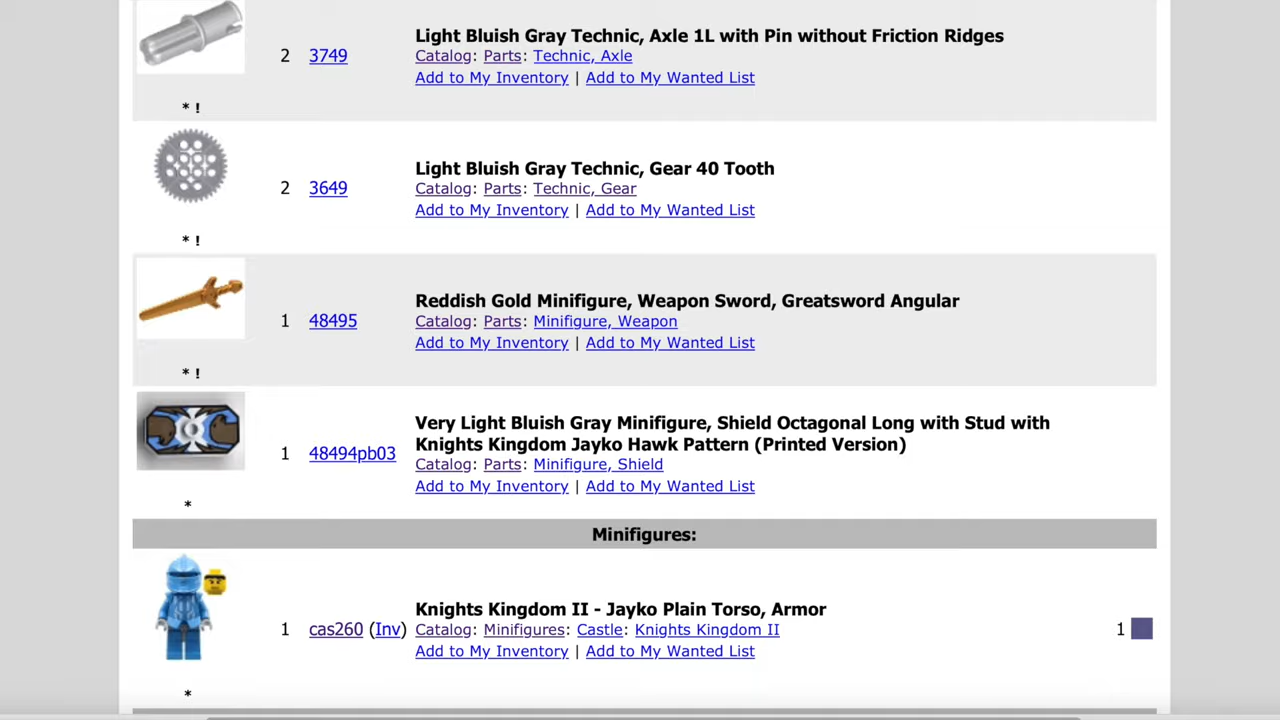 Light Bluish Gray Technic, Axle 1L with Pin without Friction Ridges
2 3749 Catalog: Parts: Technic, Axle
Add to My Inventory | Add to My Wanted List
* !
Light Bluish Gray Technic, Gear 40 Tooth
2 3649 Catalog: Parts: Technic, Gear
Add to My Inventory | Add to My Wanted List
* !
Reddish Gold Minifigure, Weapon Sword, Greatsword Angular
1 48495 Catalog: Parts: Minifigure, Weapon
Add to My Inventory | Add to My Wanted List
* !
Very Light Bluish Gray Minifigure, Shield Octagonal Long with Stud with
Knights Kingdom Jayko Hawk Pattern (Printed Version)
1 48494pb03 Catalog: Parts: Minifigure, Shield
Add to My Inventory | Add to My Wanted List
*
Minifigures:
Knights Kingdom II - Jayko Plain Torso, Armor
1 cas260 (Inv) Catalog: Minifigures: Castle: Knights Kingdom II 1
Add to My Inventory | Add to My Wanted List
*